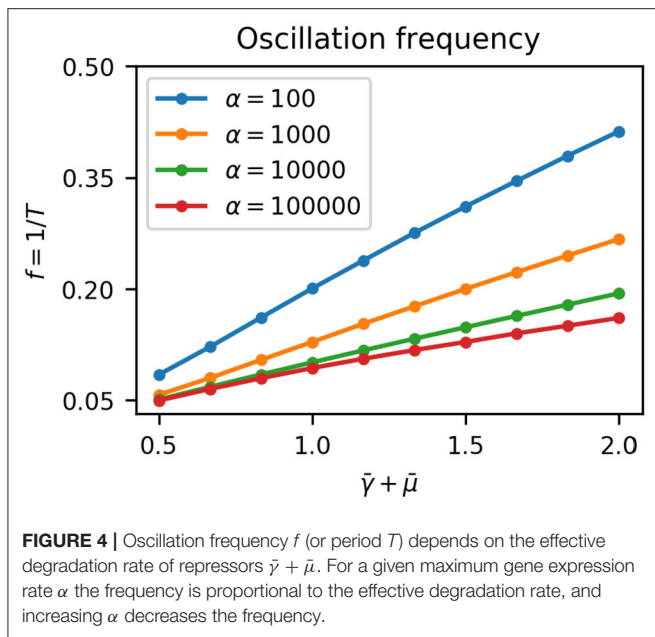 Oscillation frequency
0.50
0.35
0.20
0.05
f = 1/T
α = 100
α = 1000
α = 10000
α = 100000
0.5 1.0 1.5 2.0
γ̄ + μ̄
FIGURE 4 | Oscillation frequency f (or period T) depends on the effective
degradation rate of repressors γ̄ + μ̄. For a given maximum gene expression
rate α the frequency is proportional to the effective degradation rate, and
increasing α decreases the frequency.